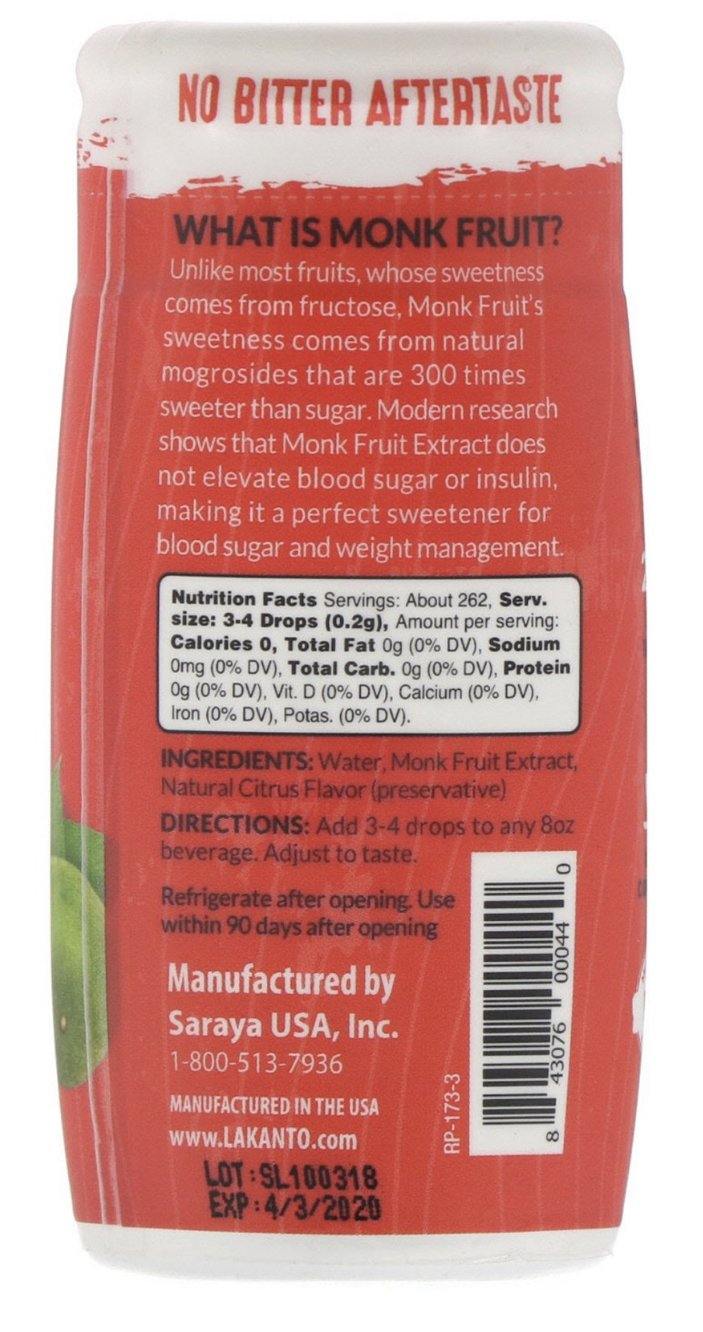 NO BITTER AFTERTASTE
WHAT IS MONK FRUIT?
Unlike most fruits, whose sweetness
comes from fructose, Monk Fruit's
sweetness comes from natural
mogrosides that are 300 times
sweeter than sugar. Modern research
shows that Monk Fruit Extract does
not elevate blood sugar or insulin,
making it a perfect sweetener for
blood sugar and weight management.
Nutrition Facts Servings: About 262, Serv.
size: 3-4 Drops (0.2g), Amount per serving:
Calories 0, Total Fat 0g (0% DV), Sodium
0mg (0% DV), Total Carb. 0g (0% DV), Protein
0g (0% DV), Vit. D (0% DV), Calcium (0% DV),
Iron (0% DV), Potas. (0% DV).
INGREDIENTS: Water, Monk Fruit Extract,
Natural Citrus Flavor (preservative)
DIRECTIONS: Add 3-4 drops to any 8oz
beverage. Adjust to taste.
Refrigerate after opening. Use
within 90 days after opening
Manufactured by
Saraya USA, Inc.
1-800-513-7936
MANUFACTURED IN THE USA
www.LAKANTO.com
LOT:SL100318
EXP:4/3/2020
RP-173-3
8 43076 00044 0